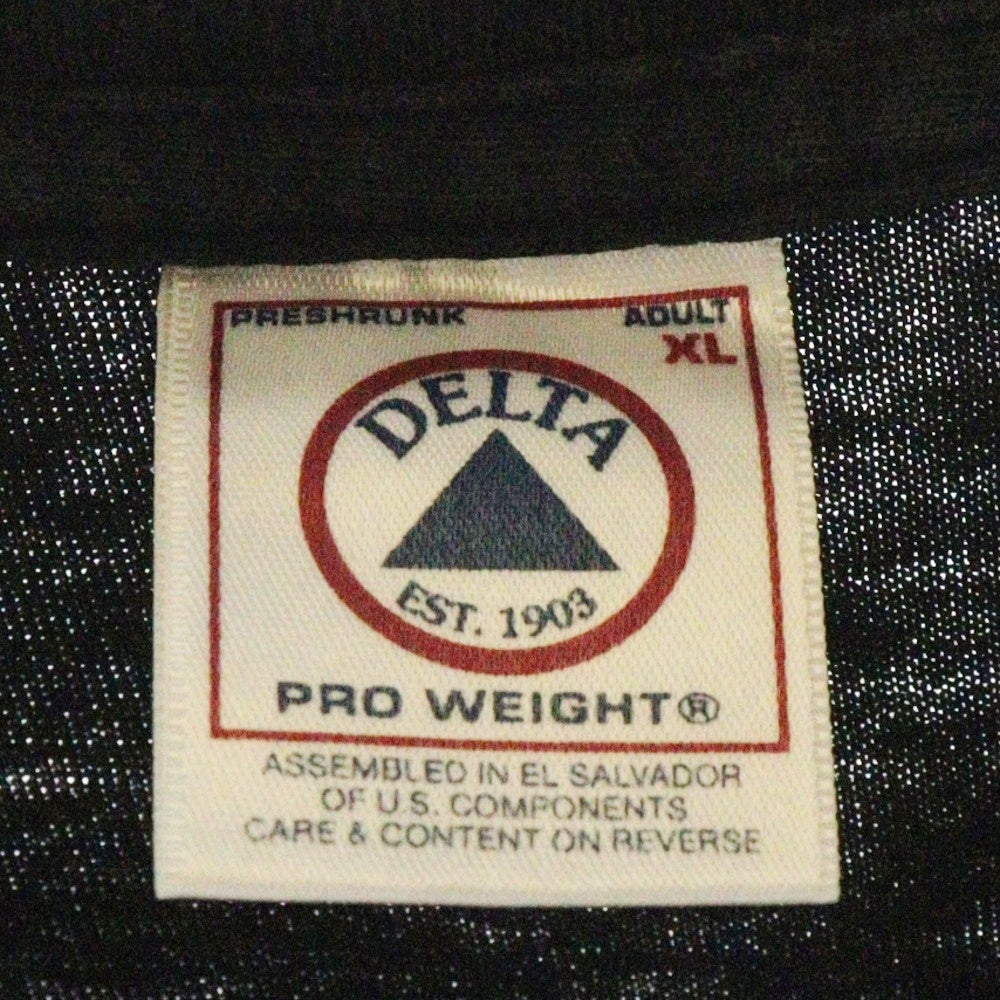 PRESHRUNK ADULT
XL
DELTA
EST. 1903
PRO WEIGHT®
ASSEMBLED IN EL SALVADOR
OF U.S. COMPONENTS
CARE & CONTENT ON REVERSE